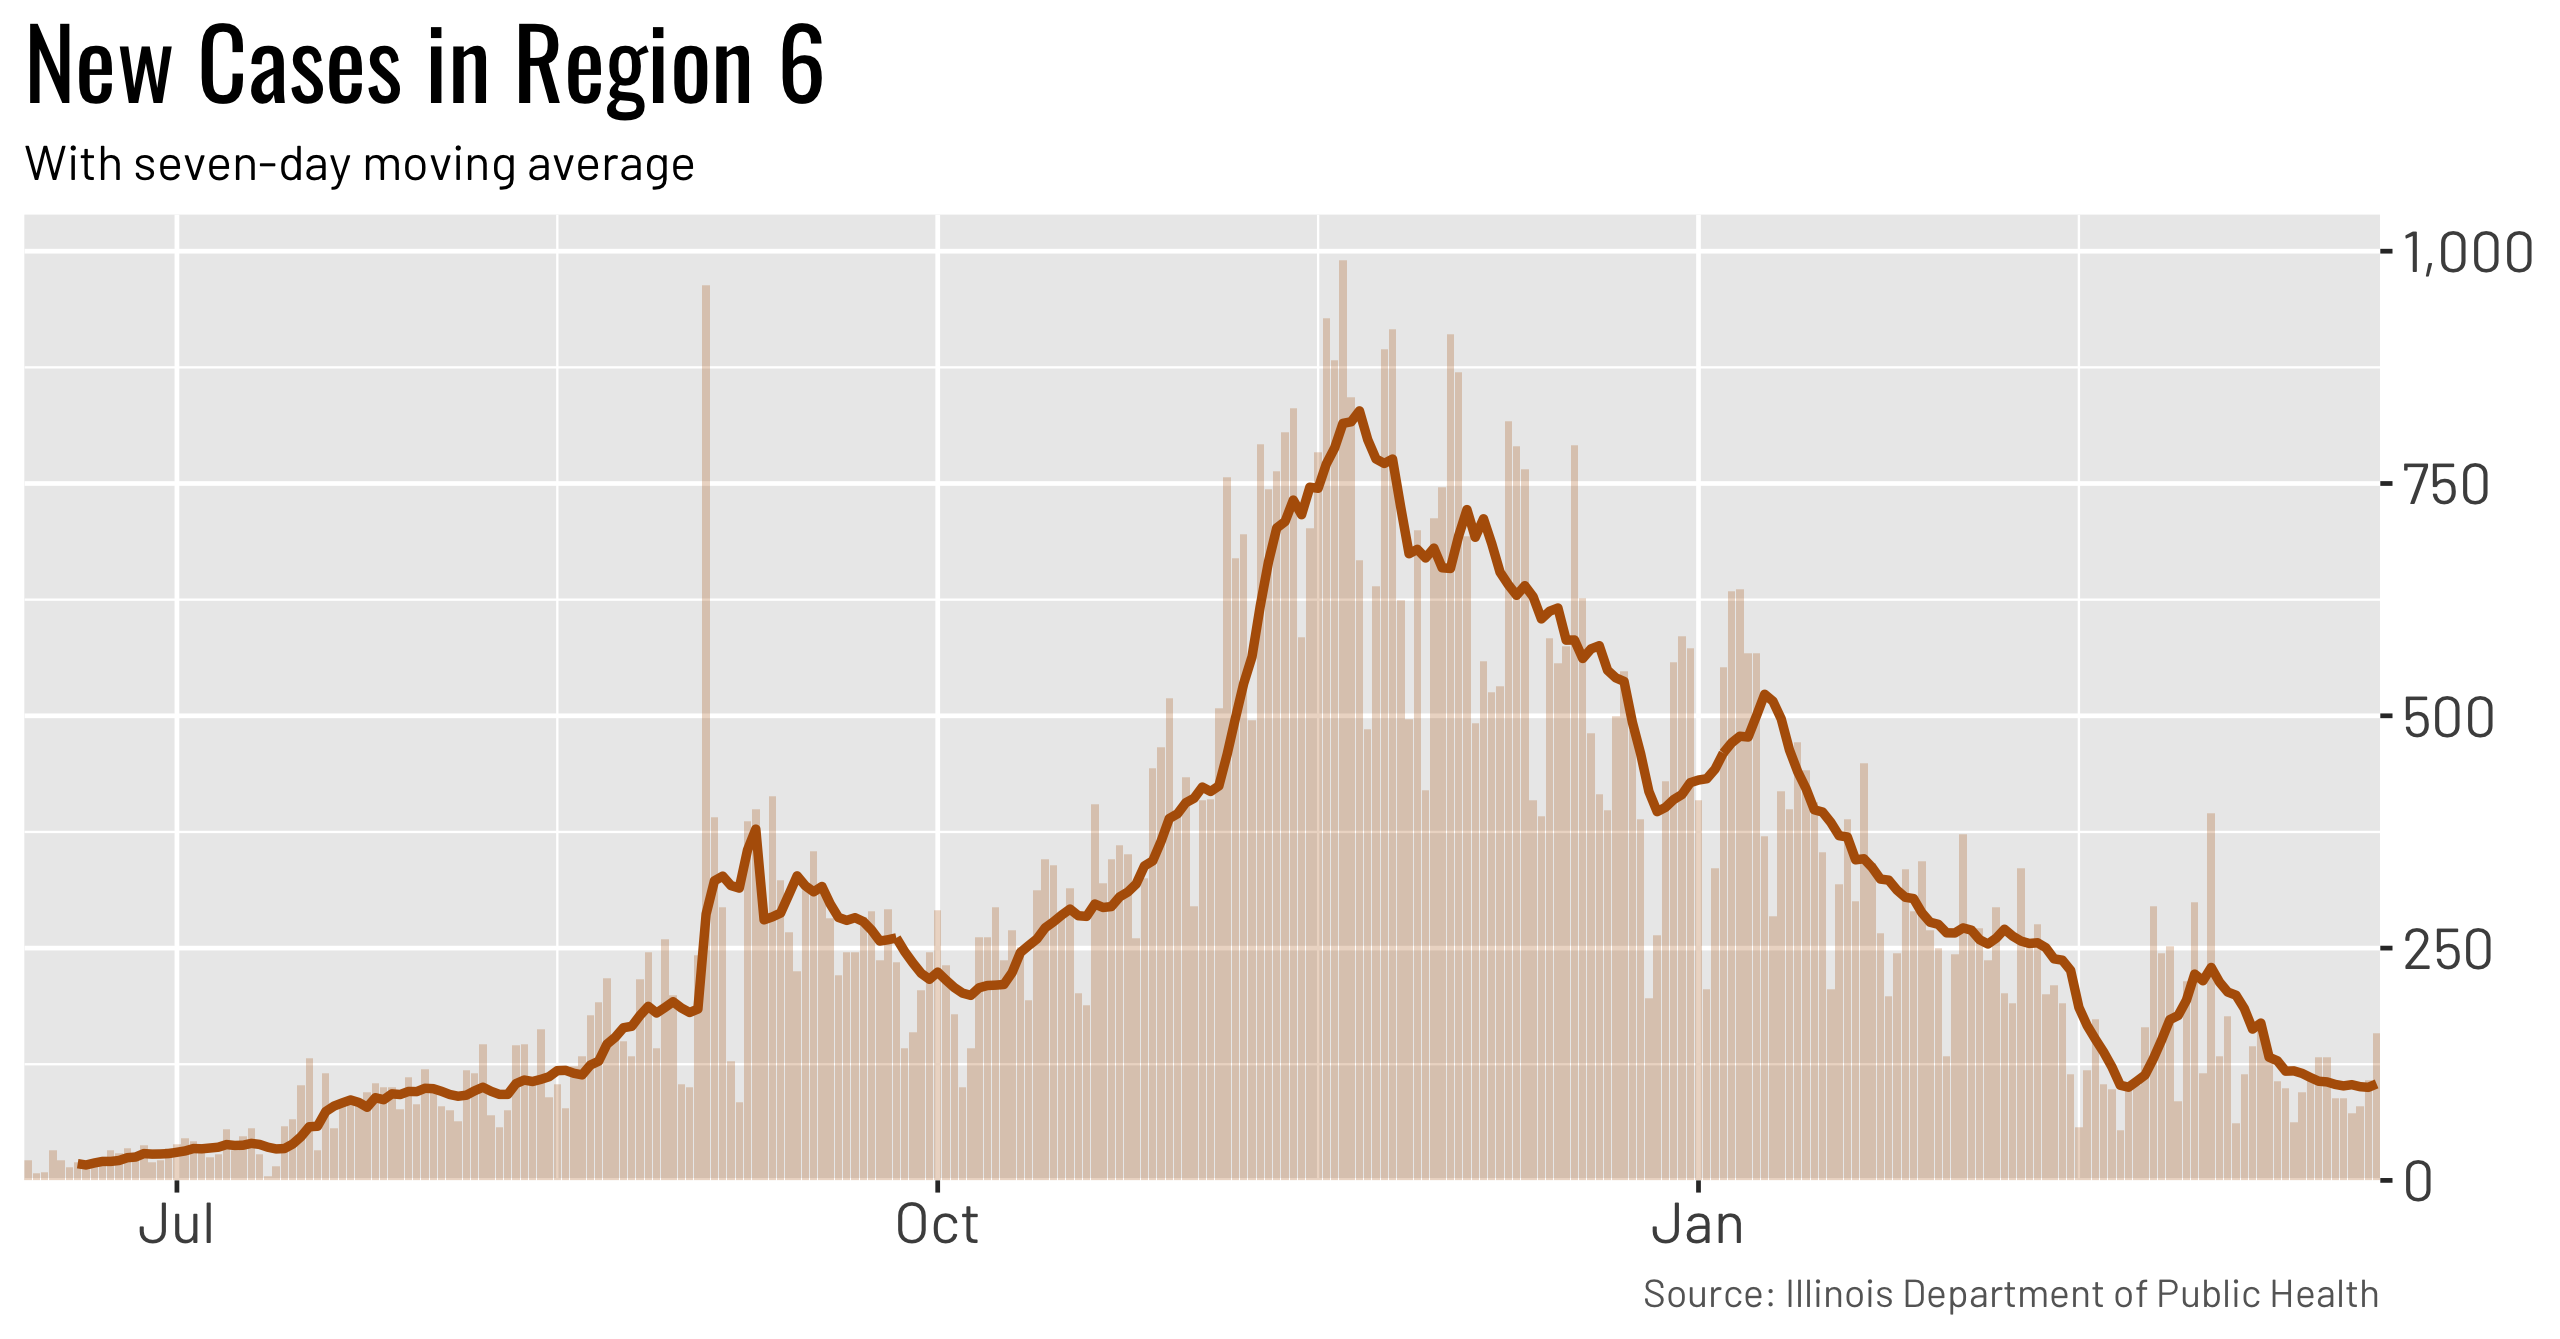 New Cases in Region 6
With seven-day moving average
1,000
750
500
250
0
Jul Oct Jan
Source: Illinois Department of Public Health